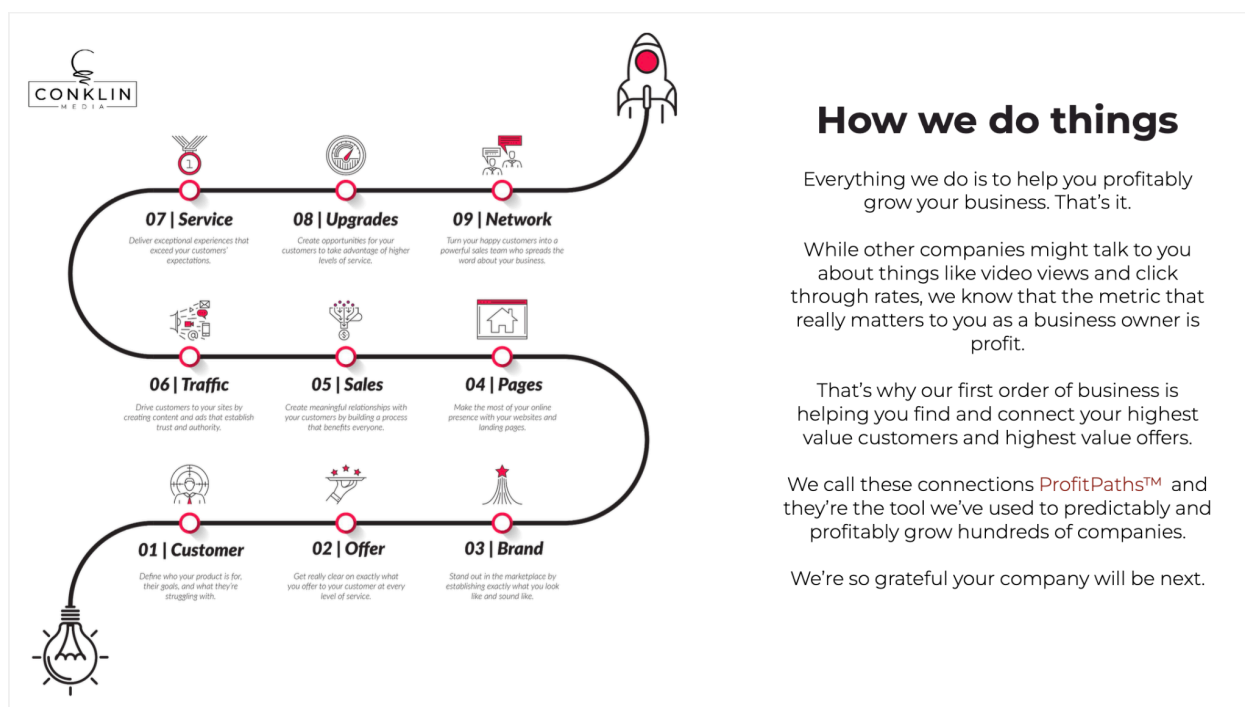 CONKLIN
MEDIA
1
07 | Service
Deliver exceptional experiences that
exceed your customers'
expectations.
08 | Upgrades
Create opportunities for your
customers to take advantage of higher
levels of service.
09 | Network
Turn your happy customers into a
powerful sales team who spreads the
word about your business.
06 | Traffic
Drive customers to your sites by
creating content and ads that establish
trust and authority.
05 | Sales
Create meaningful relationships with
your customers by building a process
that benefits everyone.
04 | Pages
Make the most of your online
presence with your websites and
landing pages.
01 | Customer
Define who your product is for,
their goals, and what they're
struggling with.
02 | Offer
Get really clear on exactly what
you offer to your customer at every
level of service.
03 | Brand
Stand out in the marketplace by
establishing exactly what you look
like and sound like.
How we do things
Everything we do is to help you profitably
grow your business. That's it.
While other companies might talk to you
about things like video views and click
through rates, we know that the metric that
really matters to you as a business owner is
profit.
That's why our first order of business is
helping you find and connect your highest
value customers and highest value offers.
We call these connections ProfitPaths™ and
they're the tool we've used to predictably and
profitably grow hundreds of companies.
We're so grateful your company will be next.